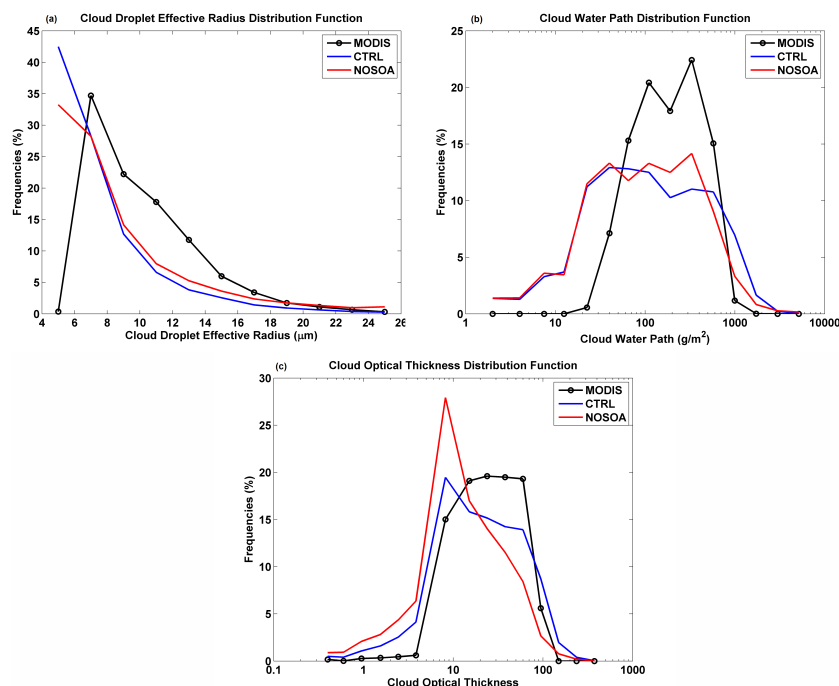 (a) Cloud Droplet Effective Radius Distribution Function
45
40
35
30
25
20
15
10
5
0
Frequencies (%)
MODIS
CTRL
NOSOA
4 6 8 10 12 14 16 18 20 22 24 26
Cloud Droplet Effective Radius (μm)
(b) Cloud Water Path Distribution Function
25
20
15
10
5
0
Frequencies (%)
MODIS
CTRL
NOSOA
1 10 100 1000 10000
Cloud Water Path (g/m²)
(c) Cloud Optical Thickness Distribution Function
30
25
20
15
10
5
0
Frequencies (%)
MODIS
CTRL
NOSOA
0.1 1 10 100 1000
Cloud Optical Thickness